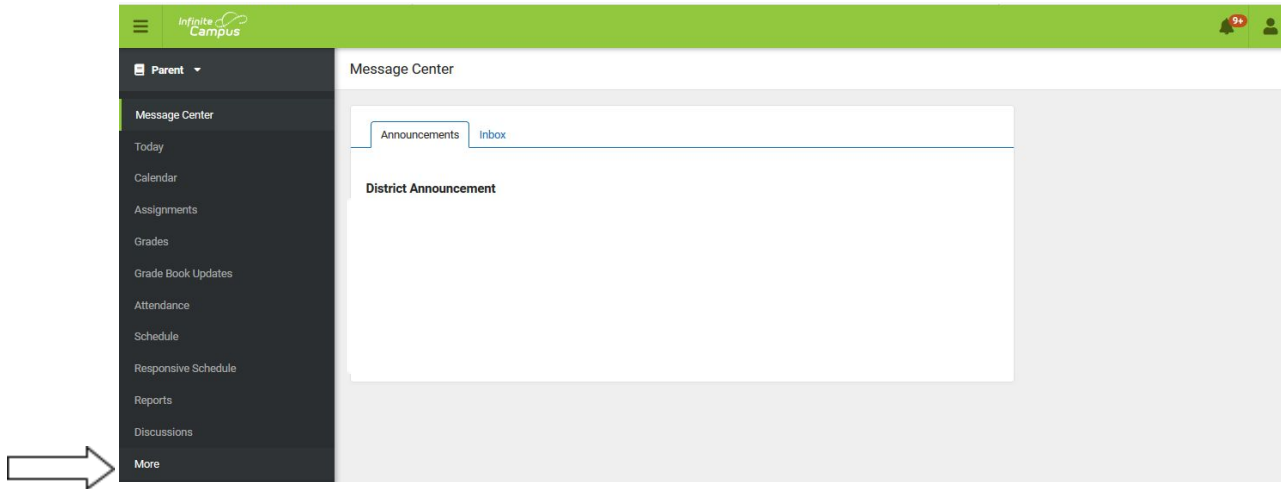 Infinite
Campus
9+
Parent
Message Center
Message Center
Today
Calendar
Assignments
Grades
Grade Book Updates
Attendance
Schedule
Responsive Schedule
Reports
Discussions
More
Announcements Inbox
District Announcement